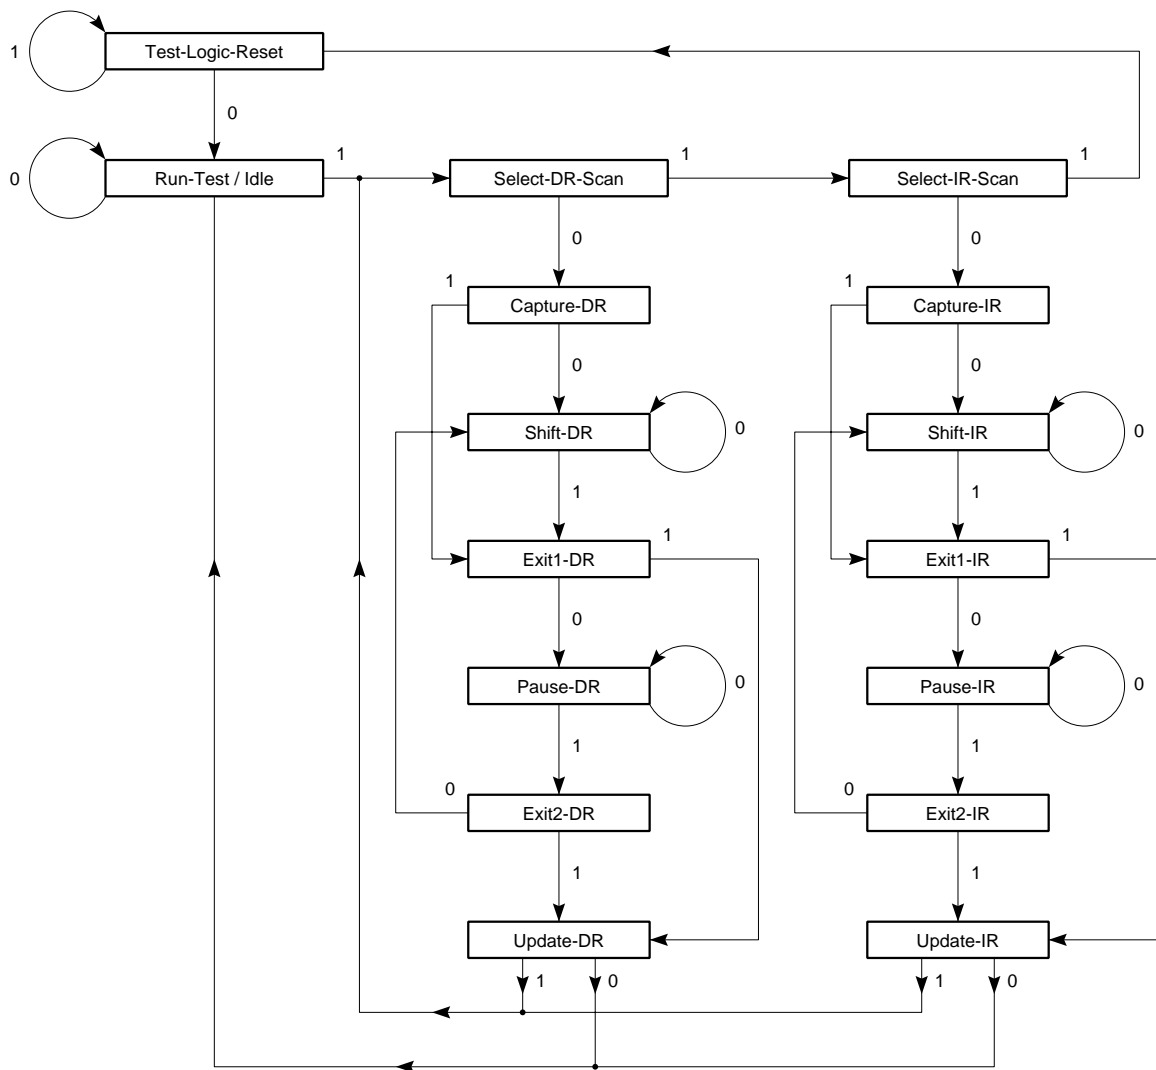 1
Test-Logic-Reset
0
0
Run-Test / Idle
1
Select-DR-Scan
1
Select-IR-Scan
1
0
0
1
Capture-DR
1
Capture-IR
0
0
Shift-DR
0
Shift-IR
0
1
1
Exit1-DR
1
Exit1-IR
1
0
0
Pause-DR
0
Pause-IR
0
1
1
0
Exit2-DR
0
Exit2-IR
1
1
Update-DR
Update-IR
1
0
1
0